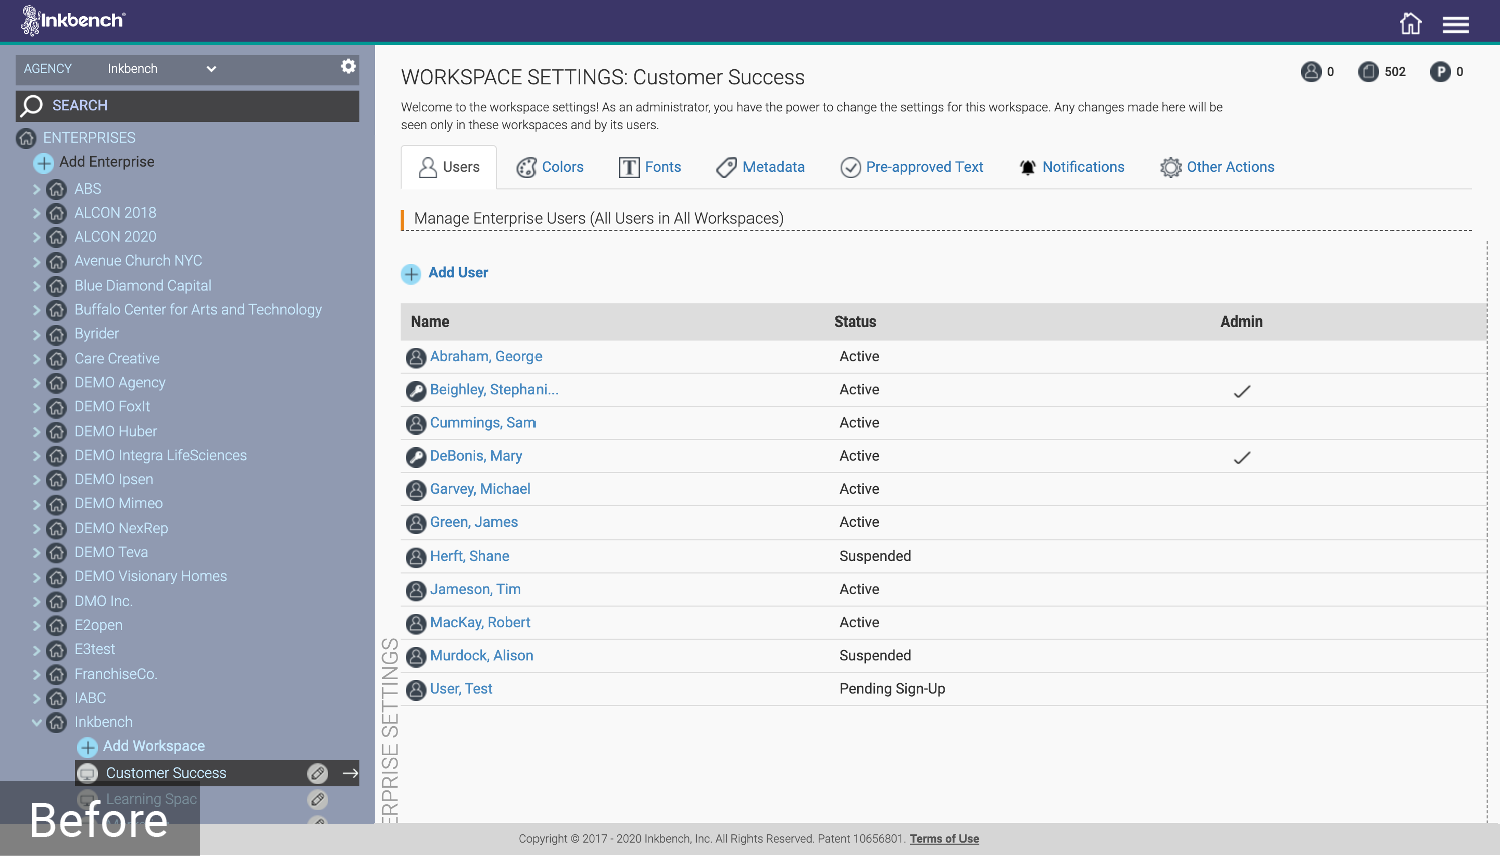 Inkbench
AGENCY Inkbench
SEARCH
ENTERPRISES
Add Enterprise
ABS
ALCON 2018
ALCON 2020
Avenue Church NYC
Blue Diamond Capital
Buffalo Center for Arts and Technology
Byrider
Care Creative
DEMO Agency
DEMO FoxIt
DEMO Huber
DEMO Integra LifeSciences
DEMO Ipsen
DEMO Mimeo
DEMO NexRep
DEMO Teva
DEMO Visionary Homes
DMO Inc.
E2open
E3test
FranchiseCo.
IABC
Inkbench
Add Workspace
Customer Success
Learning Spac
Before
WORKSPACE SETTINGS: Customer Success
0 502 P 0
Welcome to the workspace settings! As an administrator, you have the power to change the settings for this workspace. Any changes made here will be
seen only in these workspaces and by its users.
Users Colors T Fonts Metadata Pre-approved Text Notifications Other Actions
Manage Enterprise Users (All Users in All Workspaces)
Add User
Name Status Admin
Abraham, George Active
Beighley, Stephani... Active
Cummings, Sam Active
DeBonis, Mary Active
Garvey, Michael Active
Green, James Active
Herft, Shane Suspended
Jameson, Tim Active
MacKay, Robert Active
Murdock, Alison Suspended
User, Test Pending Sign-Up
ERPRISE SETTINGS
Copyright © 2017 - 2020 Inkbench, Inc. All Rights Reserved. Patent 10656801. Terms of Use